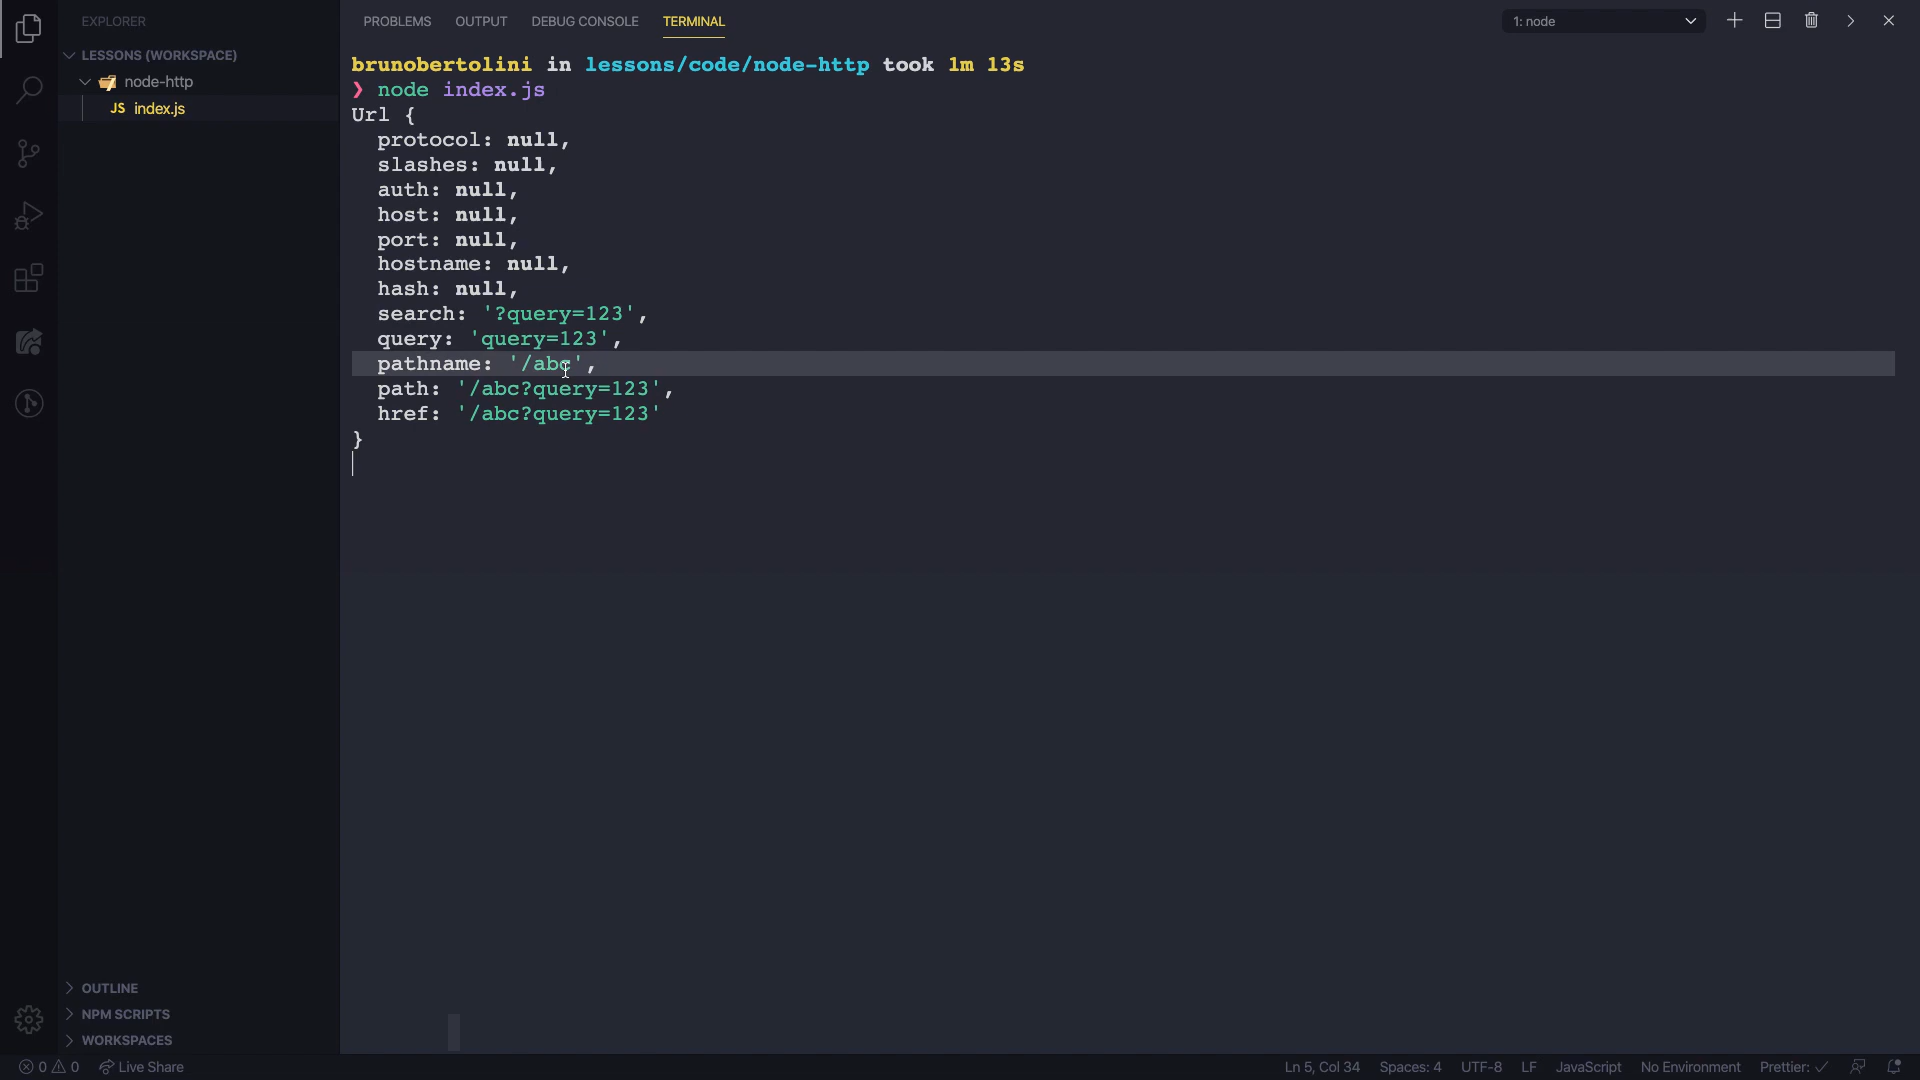 EXPLORER
LESSONS (WORKSPACE)
node-http
JS index.js
OUTLINE
NPM SCRIPTS
WORKSPACES
PROBLEMS OUTPUT DEBUG CONSOLE TERMINAL
1: node
brunobertolini in lessons/code/node-http took 1m 13s
❯ node index.js
Url {
  protocol: null,
  slashes: null,
  auth: null,
  host: null,
  port: null,
  hostname: null,
  hash: null,
  search: '?query=123',
  query: 'query=123',
  pathname: '/abc',
  path: '/abc?query=123',
  href: '/abc?query=123'
}
0 0 Live Share Ln 5, Col 34 Spaces: 4 UTF-8 LF JavaScript No Environment Prettier: ✓